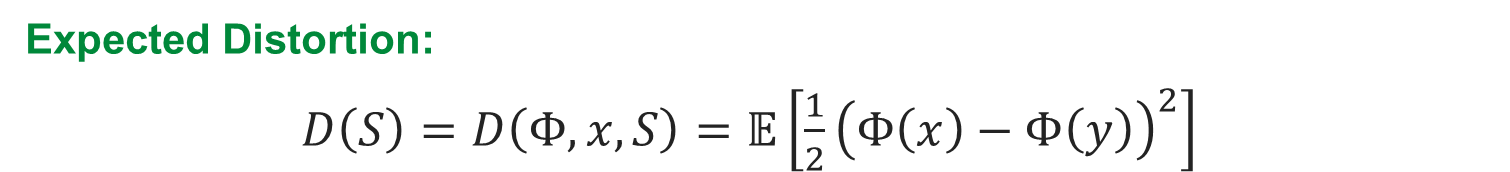 Expected Distortion:
D(S) = D(Φ, x, S) = 𝔼[½(Φ(x) − Φ(y))²]